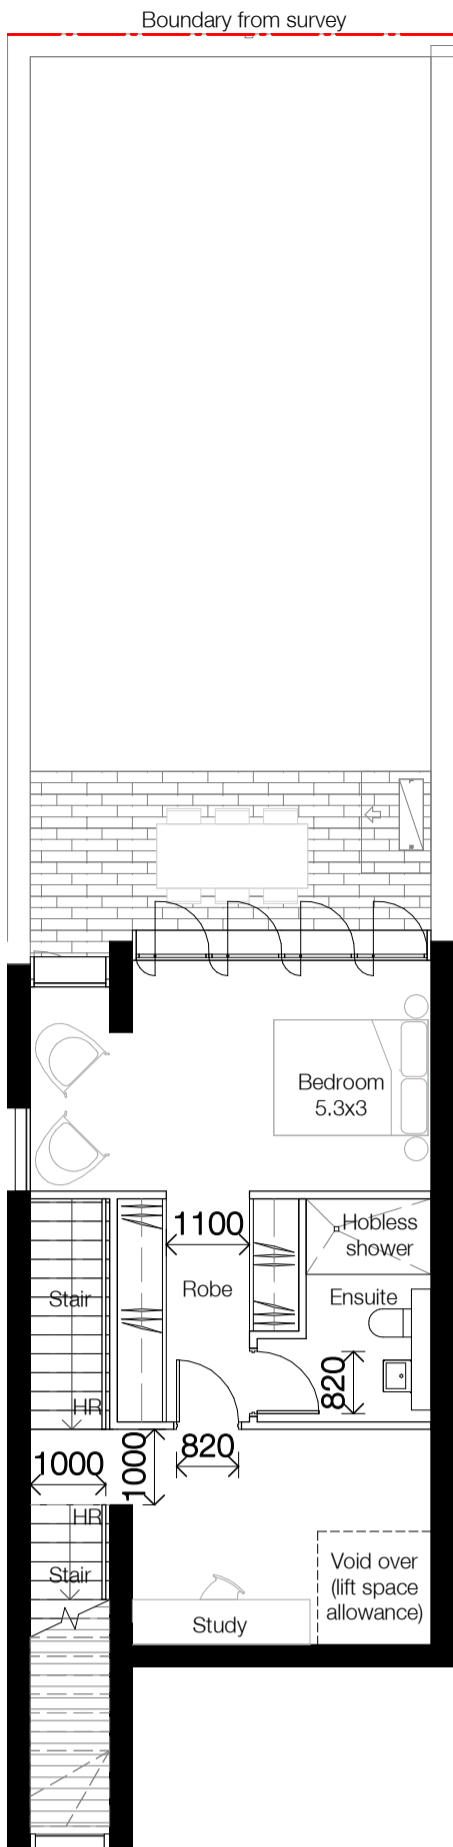 Boundary from survey
Bedroom
5.3x3
1100
Hobless
shower
Stair
Robe
Ensuite
820
HR
820
1000
1000
HR
Stair
Void over
(lift space
allowance)
Study